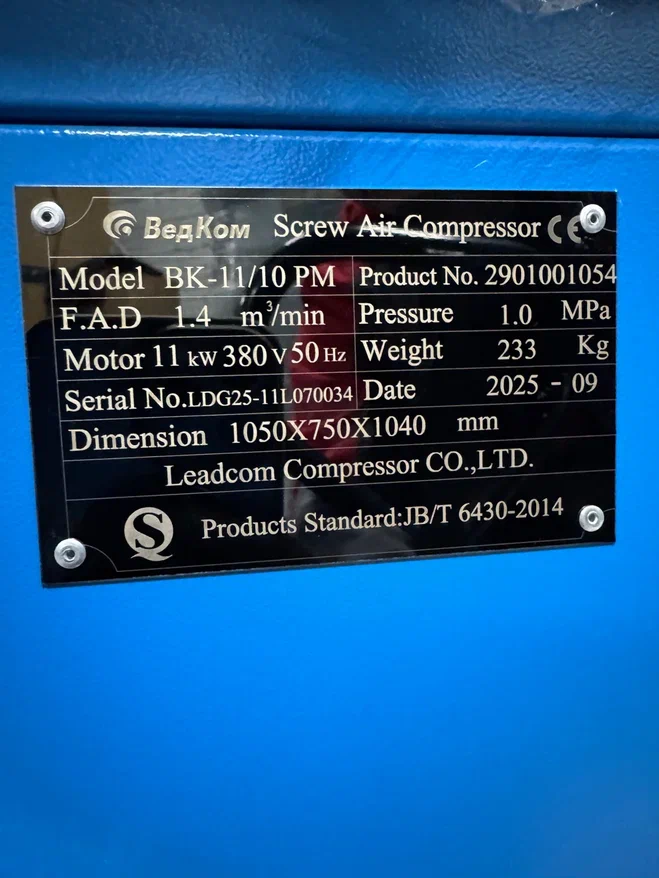 ВедКом Screw Air Compressor CE
Model BK-11/10 PM Product No. 2901001054
F.A.D 1.4 m³/min Pressure 1.0 MPa
Motor 11 kW 380 V 50 Hz Weight 233 Kg
Serial No.LDG25-11L070034 Date 2025-09
Dimension 1050X750X1040 mm
Leadcom Compressor CO.,LTD.
QS Products Standard:JB/T 6430-2014